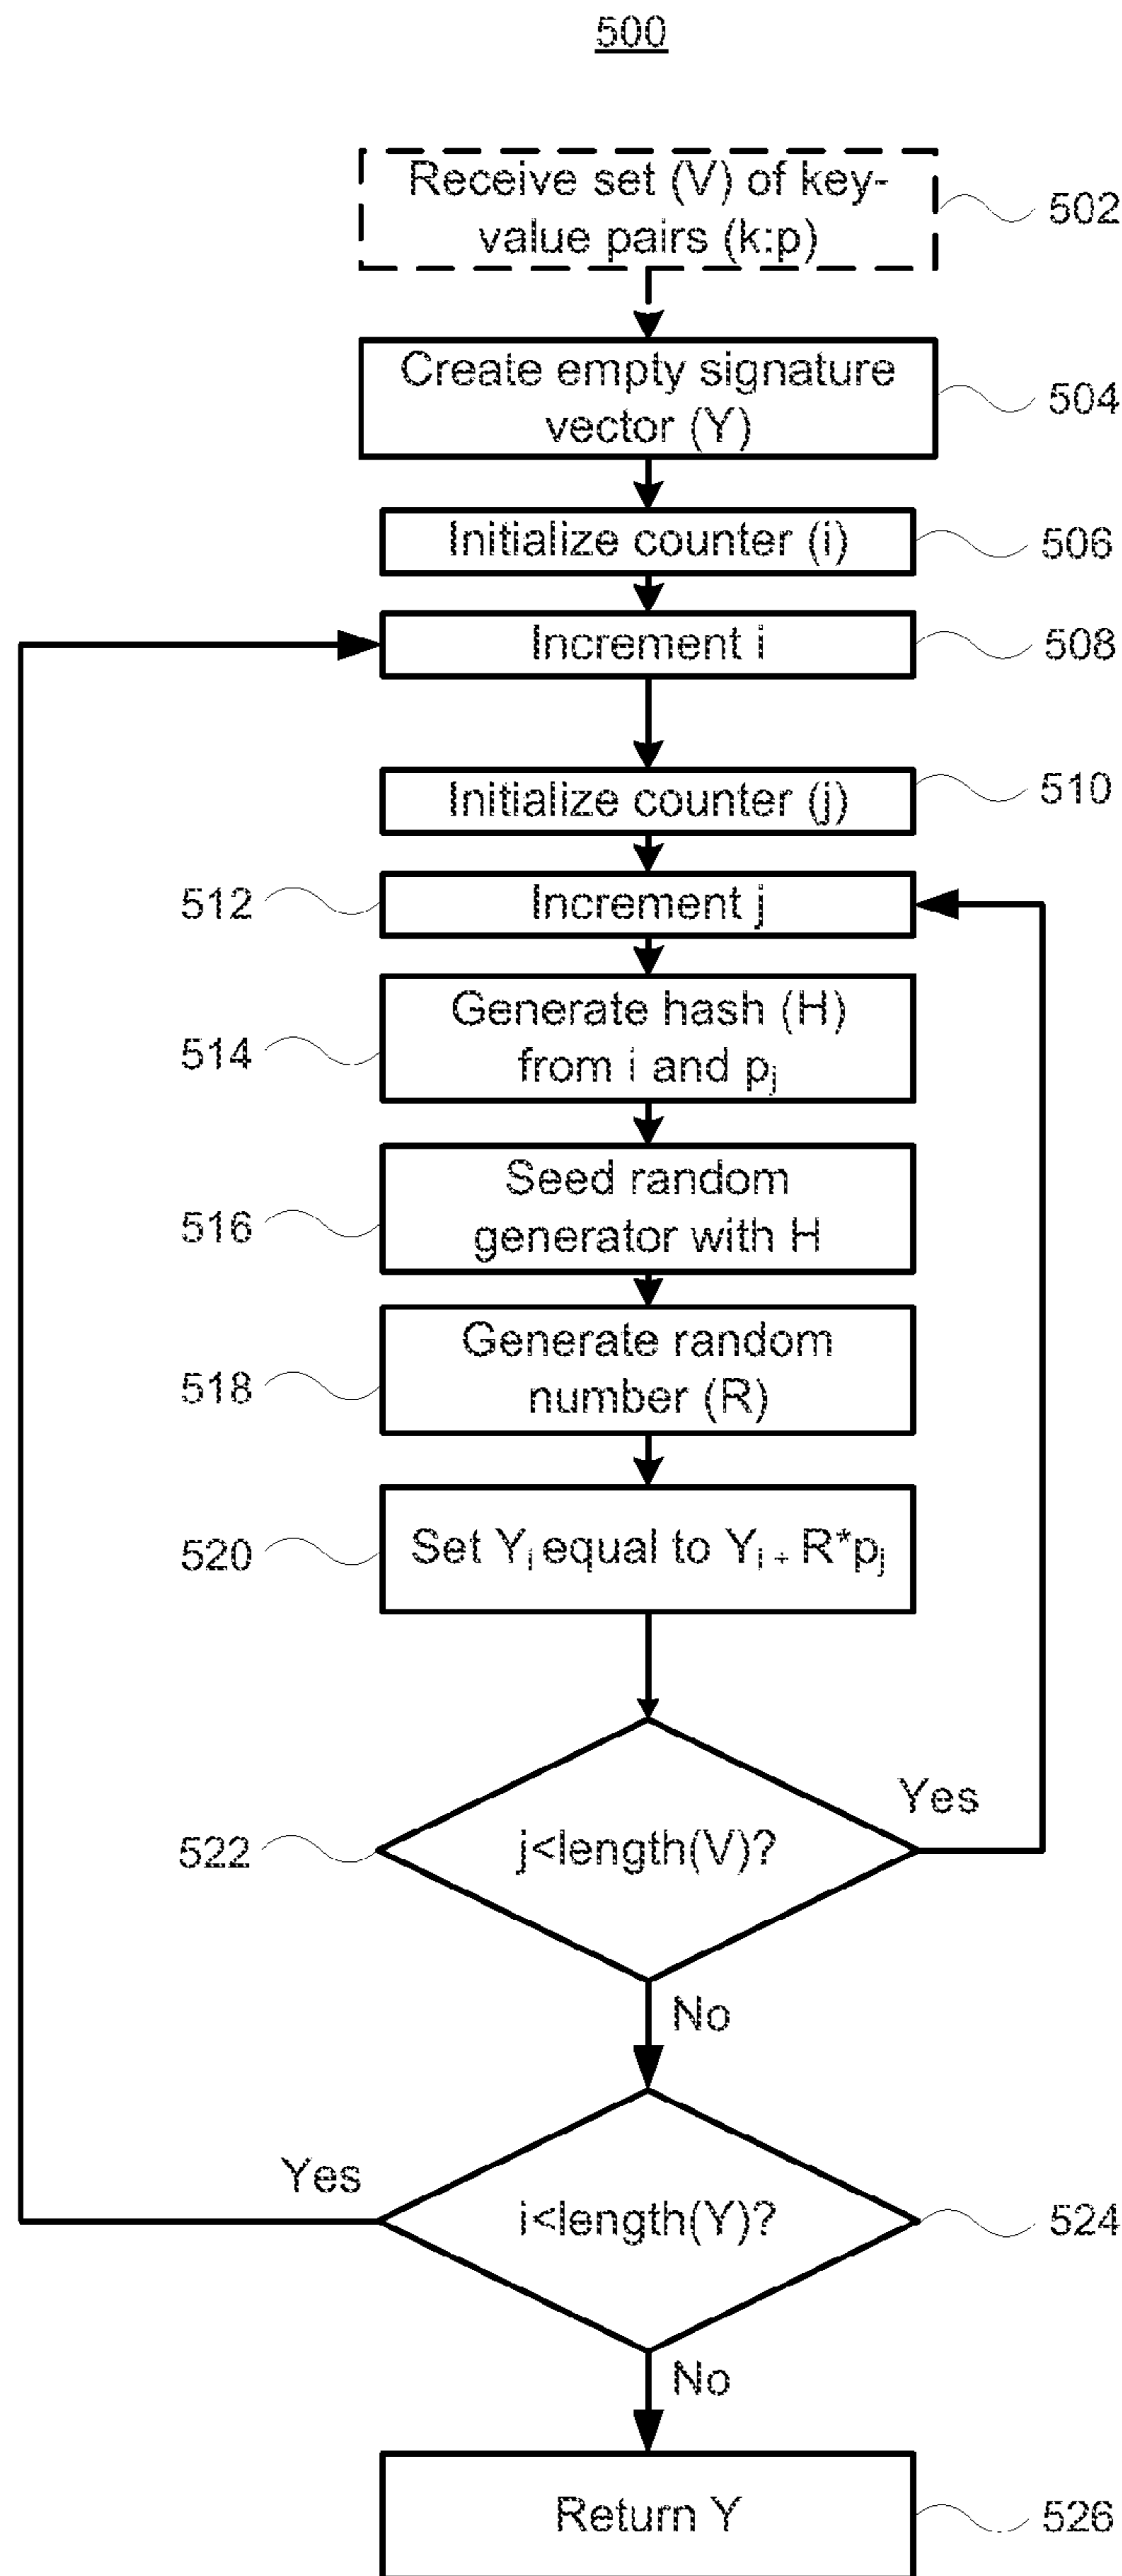 500
Receive set (V) of key-
value pairs (k:p)
502
Create empty signature
vector (Y)
504
Initialize counter (i)
506
Increment i
508
Initialize counter (j)
510
512
Increment j
Generate hash (H)
from i and pj
514
Seed random
generator with H
516
Generate random
number (R)
518
520
Set Yi equal to Yi + R*pj
522
j<length(V)?
Yes
No
Yes
i<length(Y)?
524
No
Return Y
526